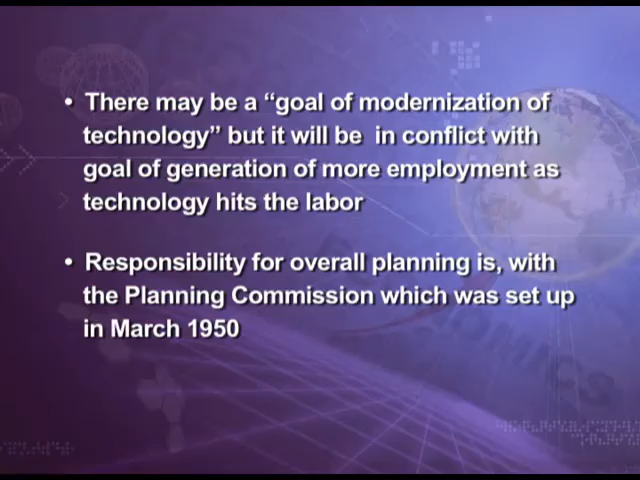 • There may be a “goal of modernization of
technology” but it will be in conflict with
goal of generation of more employment as
technology hits the labor
• Responsibility for overall planning is, with
the Planning Commission which was set up
in March 1950